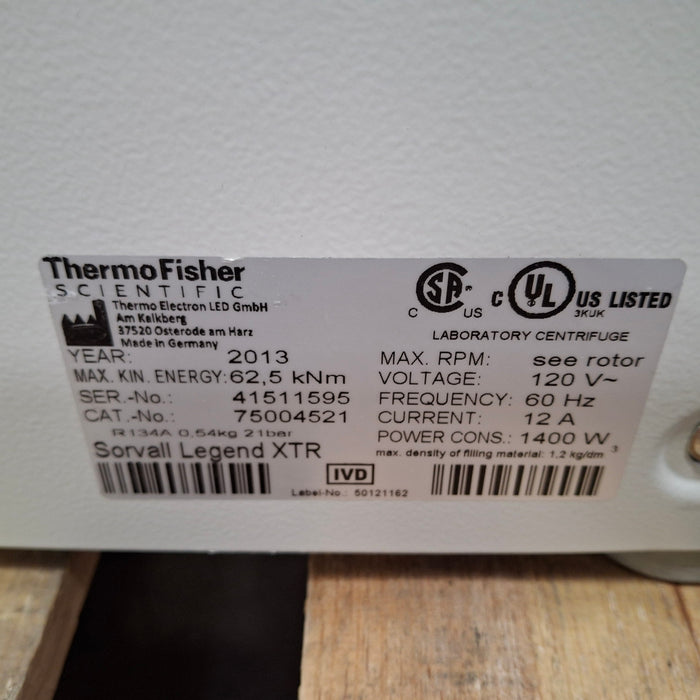 ThermoFisher
SCIENTIFIC
Thermo Electron LED GmbH
Am Kalkberg
37520 Osterode am Harz
Made in Germany
YEAR: 2013
MAX. KIN. ENERGY: 62,5 kNm
SER.-No.: 41511595
CAT.-No.: 75004521
R134A 0,54kg 21bar
Sorvall Legend XTR
IVD
Label-No.: 50121162
C SA® US
C UL US LISTED
3KUK
LABORATORY CENTRIFUGE
MAX. RPM: see rotor
VOLTAGE: 120 V~
FREQUENCY: 60 Hz
CURRENT: 12 A
POWER CONS.: 1400 W
max. density of filling material: 1,2 kg/dm³